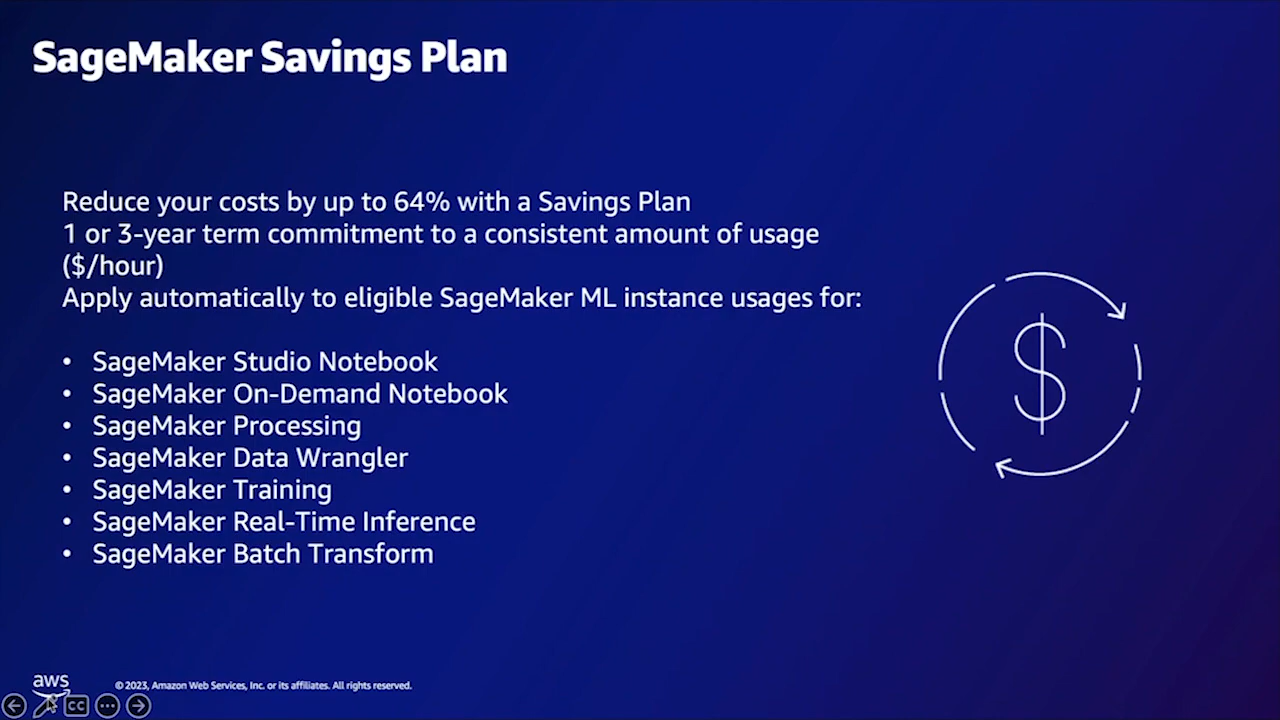 SageMaker Savings Plan
Reduce your costs by up to 64% with a Savings Plan
1 or 3-year term commitment to a consistent amount of usage
($/hour)
Apply automatically to eligible SageMaker ML instance usages for:
• SageMaker Studio Notebook
• SageMaker On-Demand Notebook
• SageMaker Processing
• SageMaker Data Wrangler
• SageMaker Training
• SageMaker Real-Time Inference
• SageMaker Batch Transform
$
aws
© 2023, Amazon Web Services, Inc. or its affiliates. All rights reserved.
CC